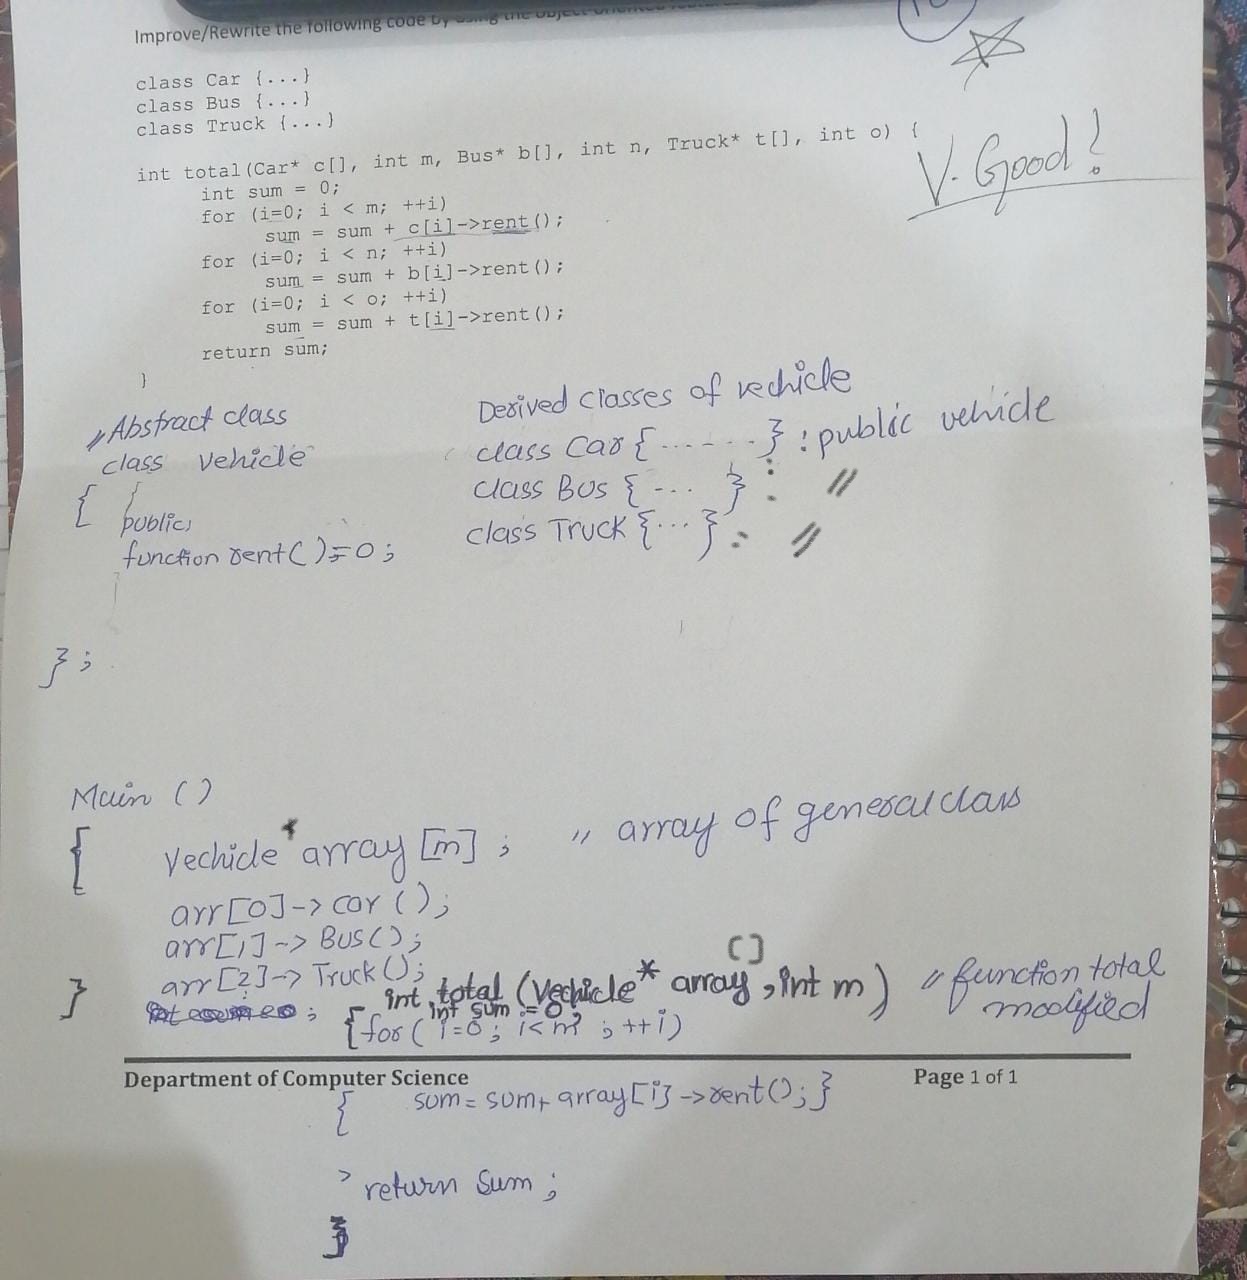 Improve/Rewrite the following code by using the object-oriented
class Car {...}
class Bus {...}
class Truck {...}
V. Good!
int total(Car* c[], int m, Bus* b[], int n, Truck* t[], int o) {
int sum = 0;
for (i=0; i < m; ++i)
sum = sum + c[i]->rent();
for (i=0; i < n; ++i)
sum = sum + b[i]->rent();
for (i=0; i < o; ++i)
sum = sum + t[i]->rent();
return sum;
}
// Abstract class
class vehicle
{
public:
function rent()=0;
};
Derived classes of vechicle
class Car {......} : public vehicle
class Bus {... } : "
class Truck {...} : "
Main ()
{ Vechicle * array [m] ; // array of general class
arr[0]-> car ();
arr[1]-> Bus();
arr[2]-> Truck();
}
int total (Vechicle* array [], int m) // function total modified
int sum = 0;
{ for ( i=0 ; i<m ; ++i)
Department of Computer Science Page 1 of 1
{ sum = sum + array[i] ->rent(); }
return sum ;
}